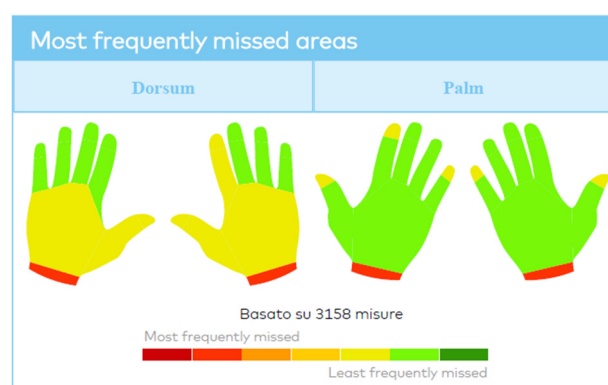 Most frequently missed areas
Dorsum
Palm
Basato su 3158 misure
Most frequently missed
Least frequently missed